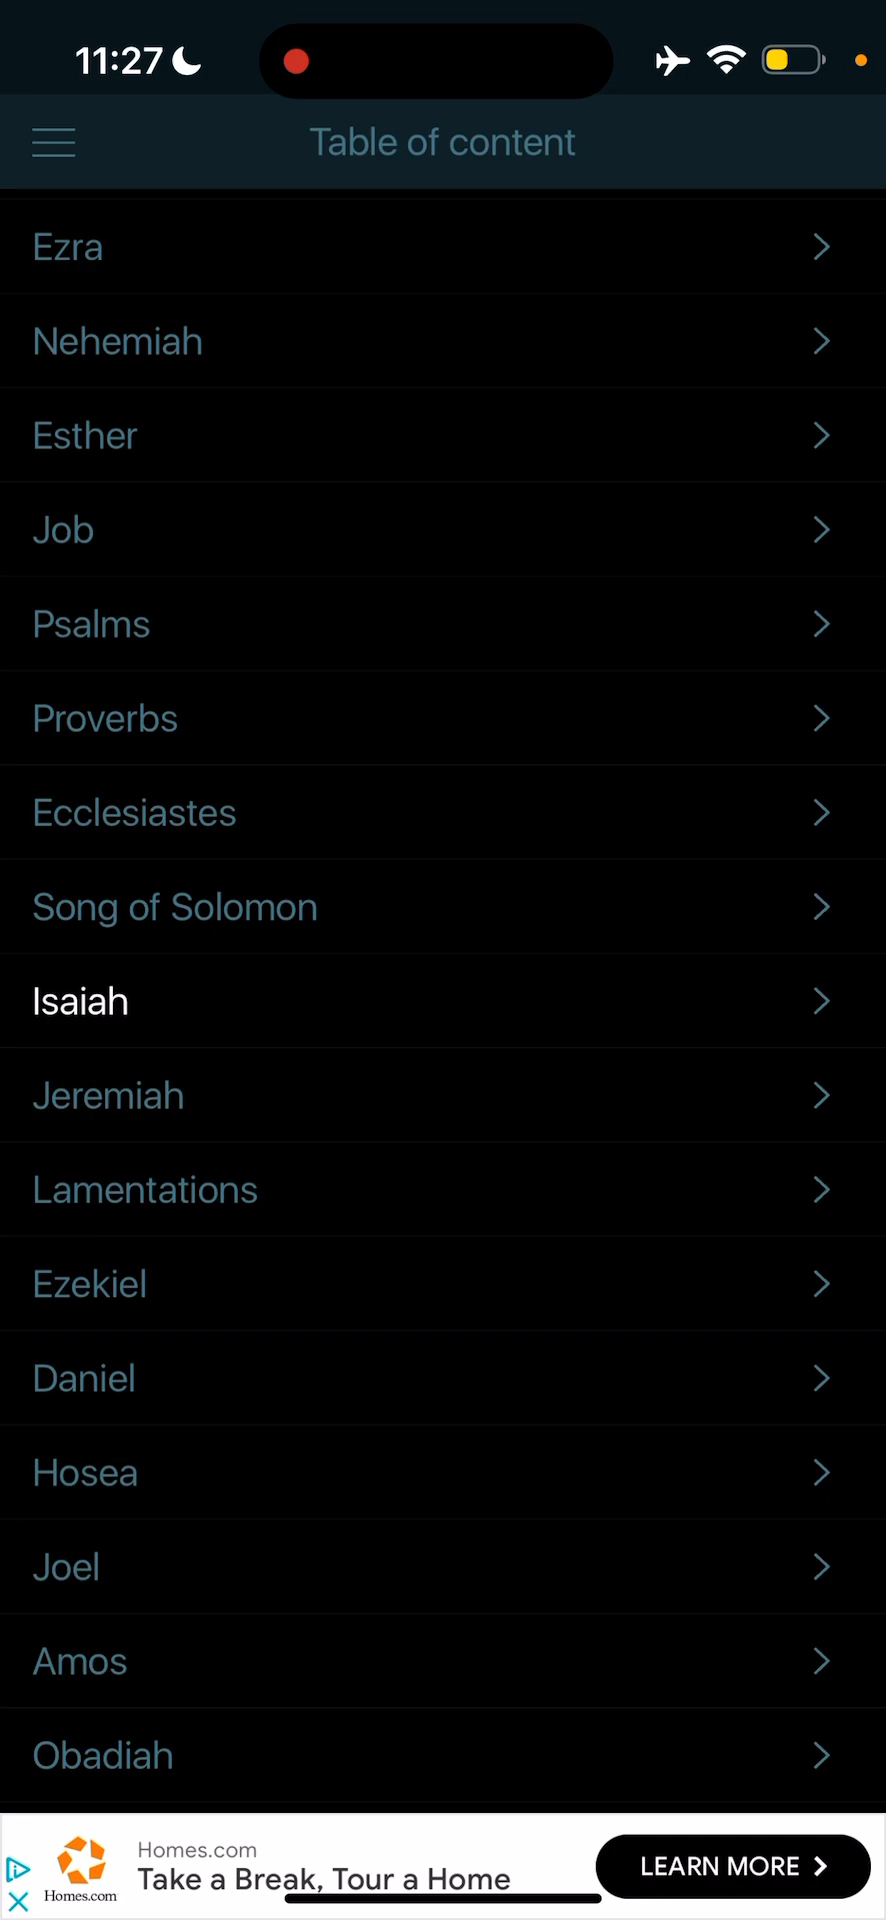 11:27
Table of content
Ezra
Nehemiah
Esther
Job
Psalms
Proverbs
Ecclesiastes
Song of Solomon
Isaiah
Jeremiah
Lamentations
Ezekiel
Daniel
Hosea
Joel
Amos
Obadiah
Homes.com
Take a Break, Tour a Home
Homes.com
LEARN MORE